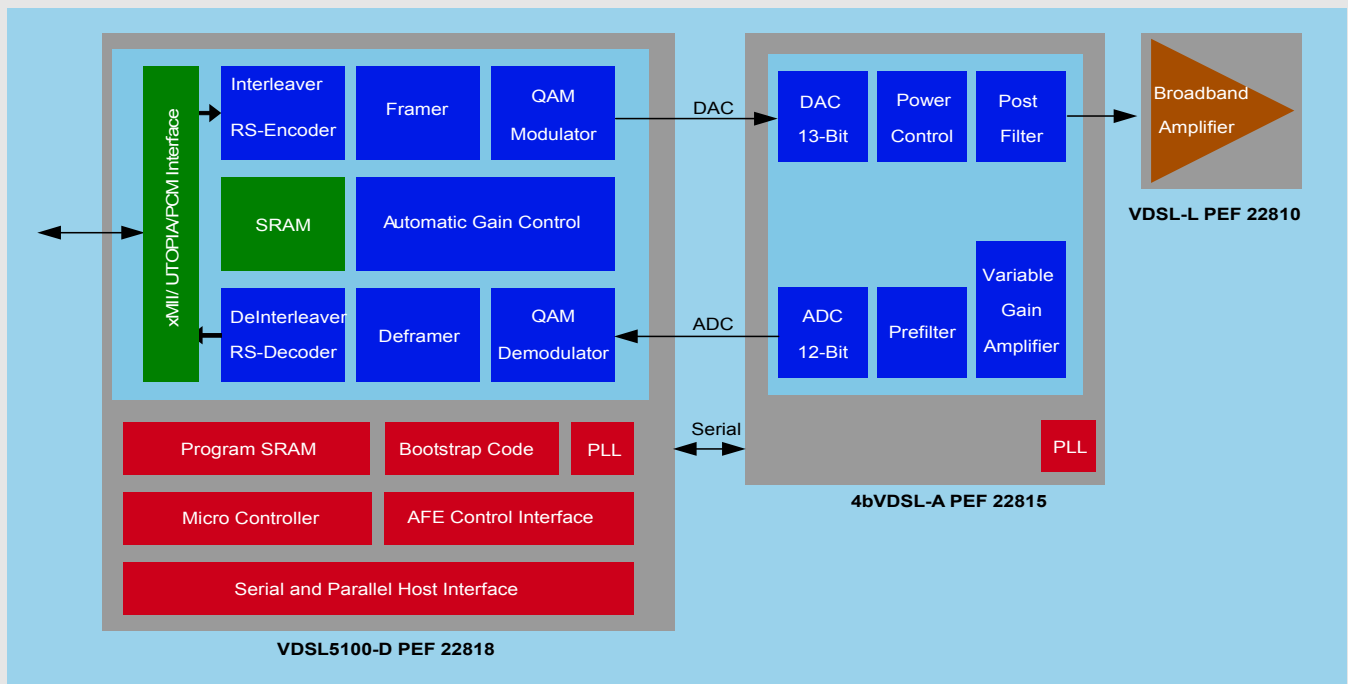 xMII/ UTOPIA/PCM Interface
Interleaver
RS-Encoder
Framer
QAM
Modulator
SRAM
Automatic Gain Control
DeInterleaver
RS-Decoder
Deframer
QAM
Demodulator
Program SRAM
Bootstrap Code
PLL
Micro Controller
AFE Control Interface
Serial and Parallel Host Interface
VDSL5100-D PEF 22818
DAC
ADC
Serial
DAC
13-Bit
Power
Control
Post
Filter
ADC
12-Bit
Prefilter
Variable
Gain
Amplifier
PLL
4bVDSL-A PEF 22815
Broadband
Amplifier
VDSL-L PEF 22810